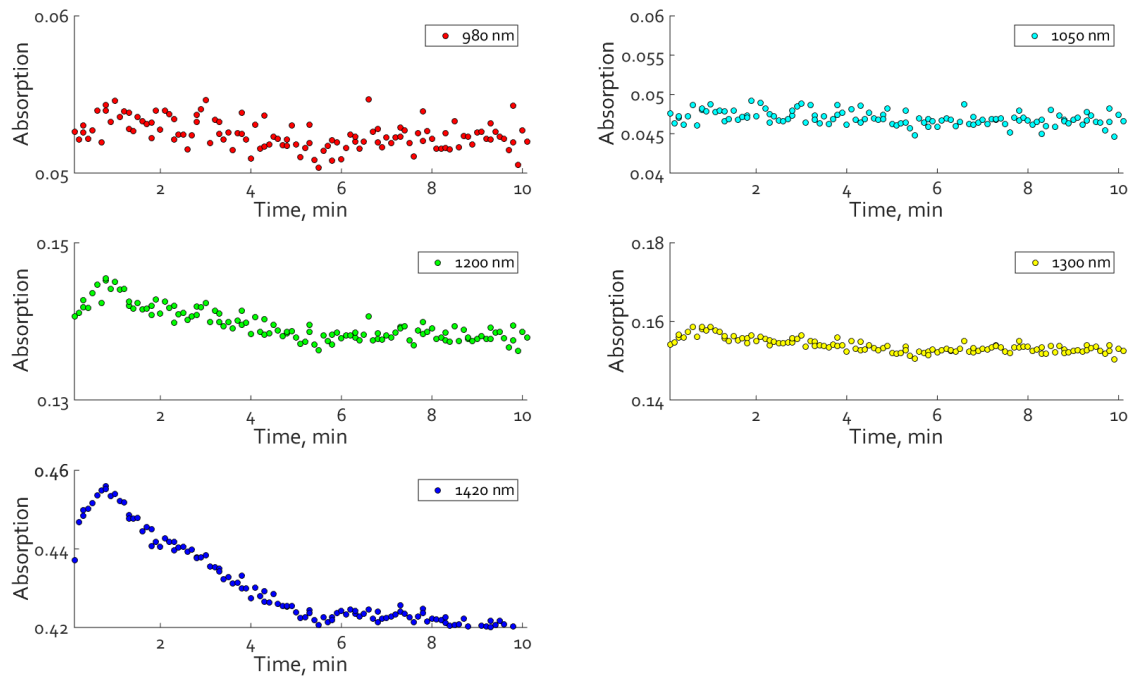 0.06
980 nm
Absorption
0.05
2 4 6 8 10
Time, min
0.06
1050 nm
0.055
Absorption
0.05
0.045
0.04
2 4 6 8 10
Time, min
0.15
1200 nm
Absorption
0.13
2 4 6 8 10
Time, min
0.18
1300 nm
Absorption
0.16
0.14
2 4 6 8 10
Time, min
0.46
1420 nm
Absorption
0.44
0.42
2 4 6 8 10
Time, min